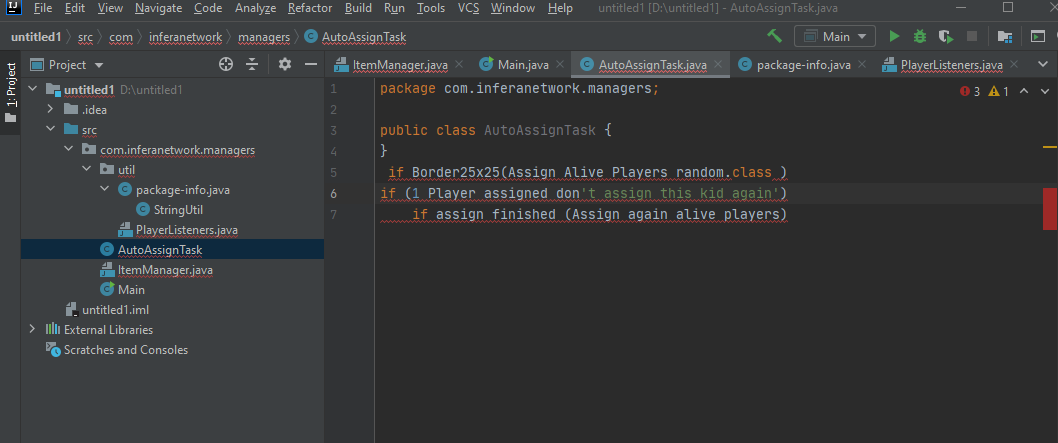 File Edit View Navigate Code Analyze Refactor Build Run Tools VCS Window Help untitled1 [D:\untitled1] - AutoAssignTask.java
untitled1 src com inferanetwork managers AutoAssignTask Main
1: Project
Project
ItemManager.java Main.java AutoAssignTask.java package-info.java PlayerListeners.java
untitled1 D:\untitled1
.idea
src
com.inferanetwork.managers
util
package-info.java
StringUtil
PlayerListeners.java
AutoAssignTask
ItemManager.java
Main
untitled1.iml
External Libraries
Scratches and Consoles
1 package com.inferanetwork.managers;
2
3 public class AutoAssignTask {
4 }
5 if Border25x25(Assign Alive Players random.class )
6 if (1 Player assigned don't assign this kid again')
7 if assign finished (Assign again alive players)
3 1